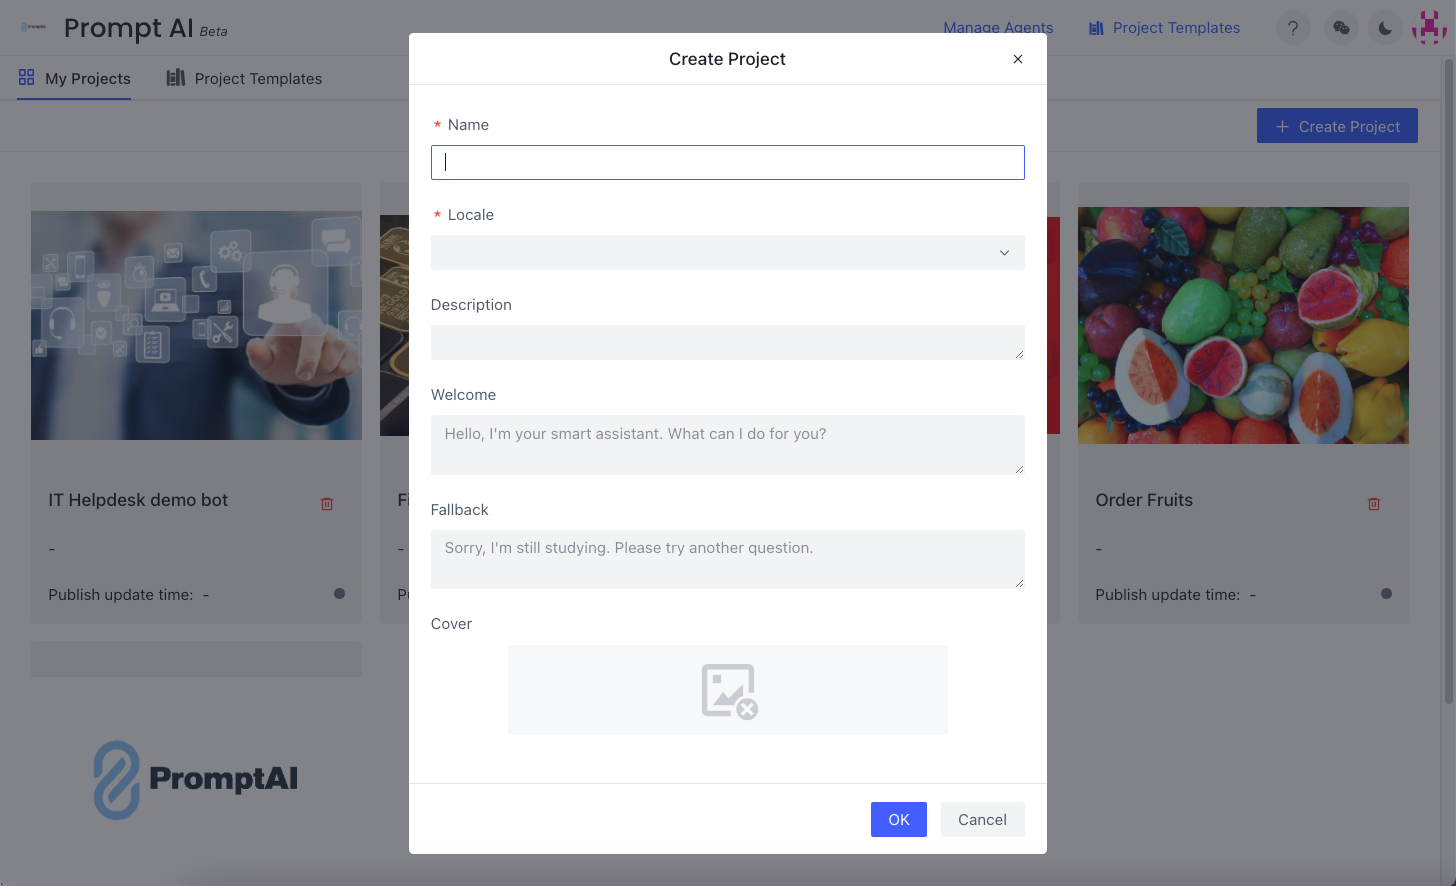 Prompt AI Beta
Manage Agents
Project Templates
?
My Projects
Project Templates
+ Create Project
Create Project
* Name
* Locale
Description
Welcome
Hello, I'm your smart assistant. What can I do for you?
Fallback
Sorry, I'm still studying. Please try another question.
Cover
OK
Cancel
IT Helpdesk demo bot
-
Publish update time: -
Fi
-
Pu
Order Fruits
-
Publish update time: -
PromptAI